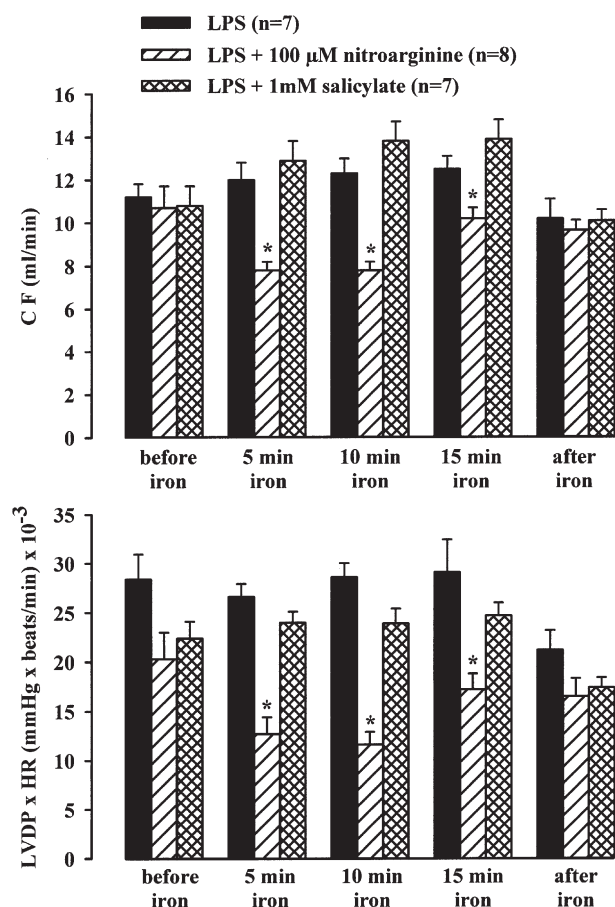 LPS (n=7)
LPS + 100 µM nitroarginine (n=8)
LPS + 1mM salicylate (n=7)
C F (ml/min)
16
14
12
10
8
6
4
2
0
* * *
before 5 min 10 min 15 min after
iron iron iron iron iron
LVDP x HR (mmHg x beats/min) x 10⁻³
35
30
25
20
15
10
5
0
* * *
before 5 min 10 min 15 min after
iron iron iron iron iron